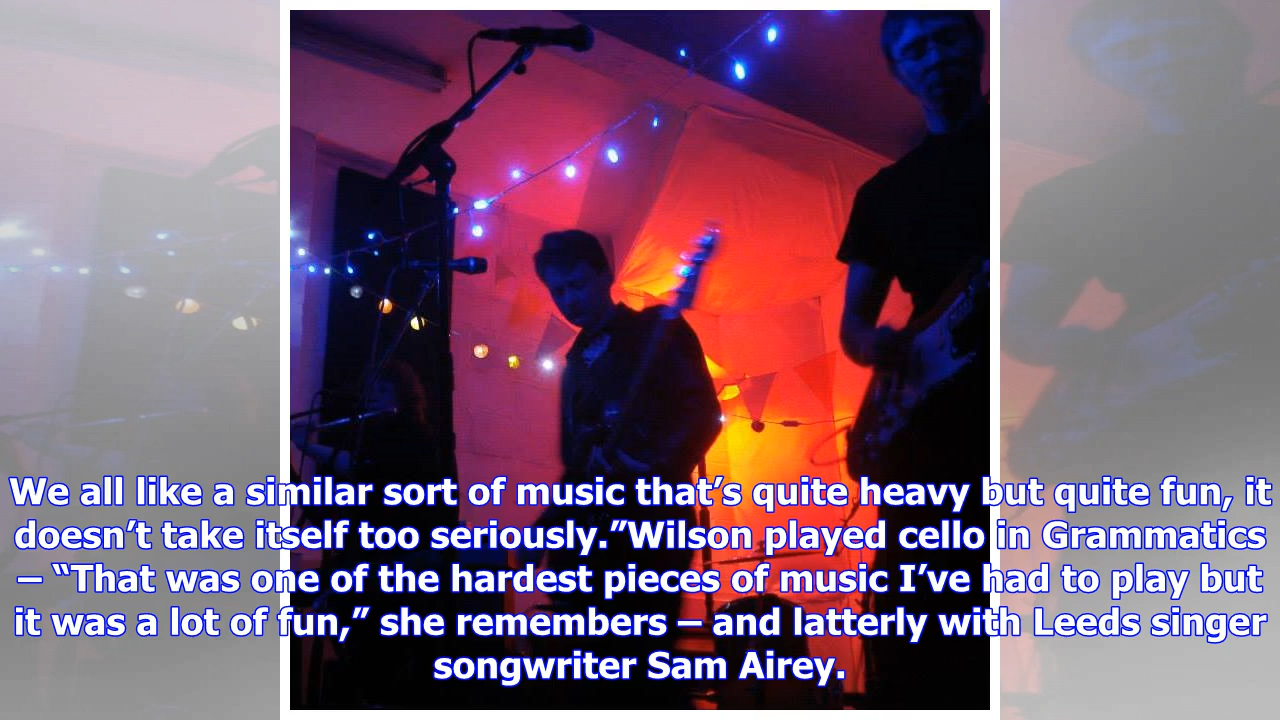 We all like a similar sort of music that’s quite heavy but quite fun, it
doesn’t take itself too seriously.”Wilson played cello in Grammatics
– “That was one of the hardest pieces of music I’ve had to play but
it was a lot of fun,” she remembers – and latterly with Leeds singer
songwriter Sam Airey.